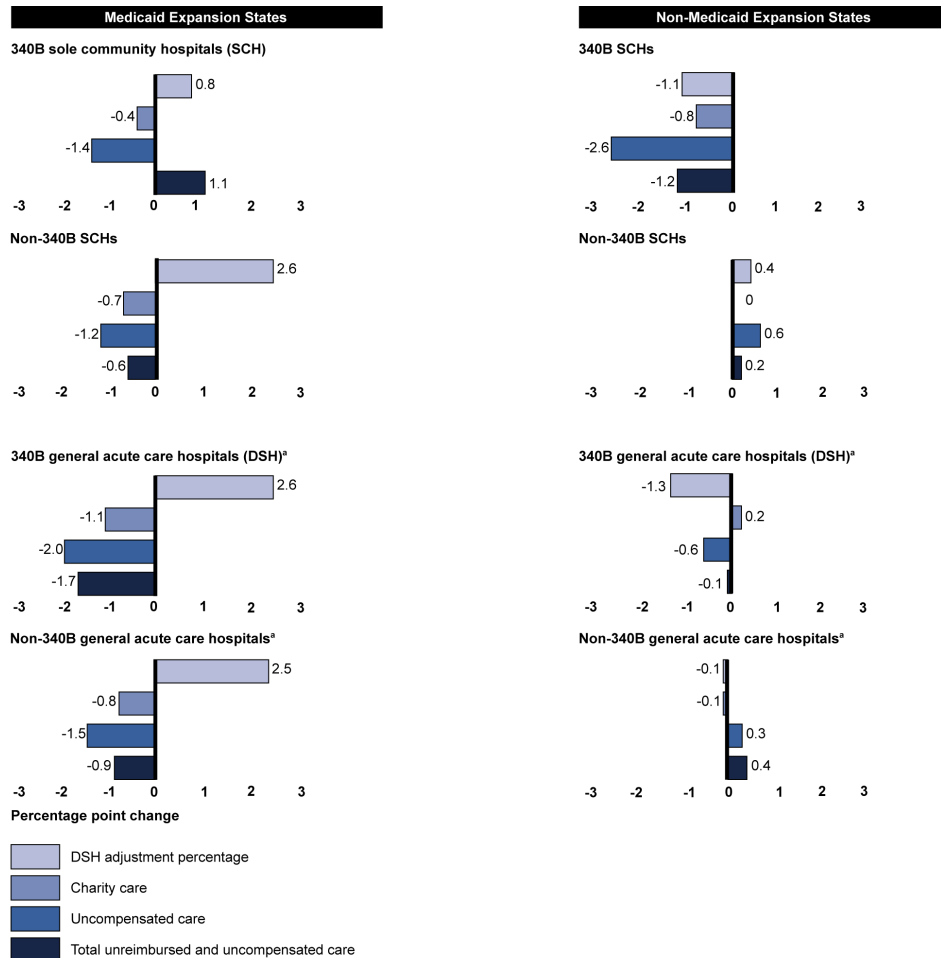 Medicaid Expansion States
340B sole community hospitals (SCH)
0.8
-0.4
-1.4
1.1
-3 -2 -1 0 1 2 3
Non-340B SCHs
2.6
-0.7
-1.2
-0.6
-3 -2 -1 0 1 2 3
340B general acute care hospitals (DSH)ᵃ
2.6
-1.1
-2.0
-1.7
-3 -2 -1 0 1 2 3
Non-340B general acute care hospitalsᵃ
2.5
-0.8
-1.5
-0.9
-3 -2 -1 0 1 2 3
Percentage point change
DSH adjustment percentage
Charity care
Uncompensated care
Total unreimbursed and uncompensated care
Non-Medicaid Expansion States
340B SCHs
-1.1
-0.8
-2.6
-1.2
-3 -2 -1 0 1 2 3
Non-340B SCHs
0.4
0
0.6
0.2
-3 -2 -1 0 1 2 3
340B general acute care hospitals (DSH)ᵃ
-1.3
0.2
-0.6
-0.1
-3 -2 -1 0 1 2 3
Non-340B general acute care hospitalsᵃ
-0.1
-0.1
0.3
0.4
-3 -2 -1 0 1 2 3